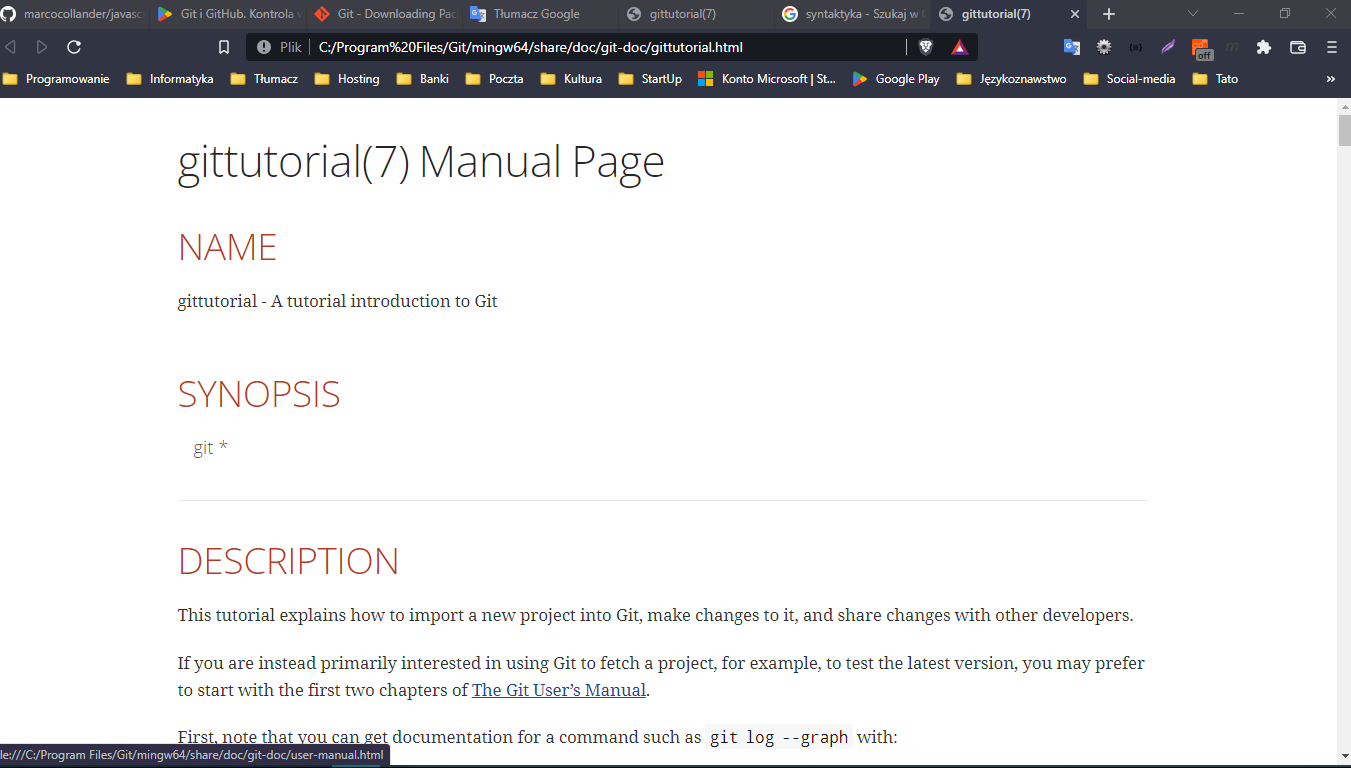 marcocollander/javasc
Git i GitHub. Kontrola
Git - Downloading Pac
Tłumacz Google
gittutorial(7)
syntaktyka - Szukaj w
gittutorial(7)
Plik
C:/Program%20Files/Git/mingw64/share/doc/git-doc/gittutorial.html
off
Programowanie
Informatyka
Tłumacz
Hosting
Banki
Poczta
Kultura
StartUp
Konto Microsoft | St...
Google Play
Językoznawstwo
Social-media
Tato
»
gittutorial(7) Manual Page
NAME
gittutorial - A tutorial introduction to Git
SYNOPSIS
git *
DESCRIPTION
This tutorial explains how to import a new project into Git, make changes to it, and share changes with other developers.
If you are instead primarily interested in using Git to fetch a project, for example, to test the latest version, you may prefer
to start with the first two chapters of The Git User’s Manual.
First, note that you can get documentation for a command such as git log --graph with:
le:///C:/Program Files/Git/mingw64/share/doc/git-doc/user-manual.html